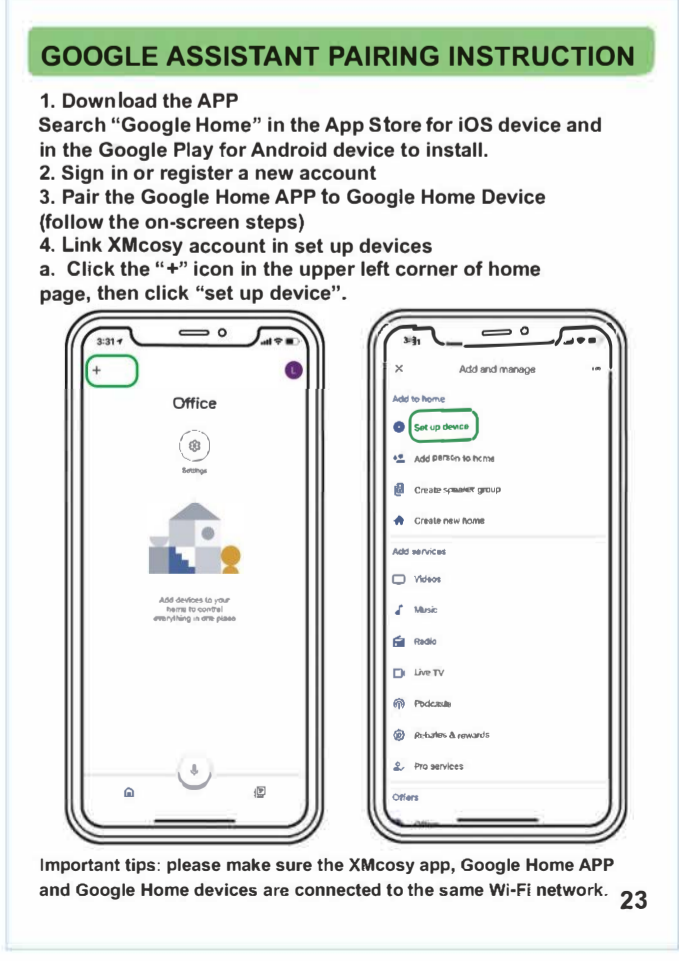 GOOGLE ASSISTANT PAIRING INSTRUCTION
1. Download the APP
Search “Google Home” in the App Store for iOS device and
in the Google Play for Android device to install.
2. Sign in or register a new account
3. Pair the Google Home APP to Google Home Device
(follow the on-screen steps)
4. Link XMcosy account in set up devices
a. Click the “+” icon in the upper left corner of home
page, then click “set up device”.
3:31
+
L
Office
Settings
Add devices to your
home to control
everything in one place
3:31
Add and manage
Add to home
Set up device
Add person to home
Create speaker group
Create new home
Add services
Videos
Music
Radio
Live TV
Podcasts
Rebates & rewards
Pro services
Offers
Important tips: please make sure the XMcosy app, Google Home APP
and Google Home devices are connected to the same Wi-Fi network.
23